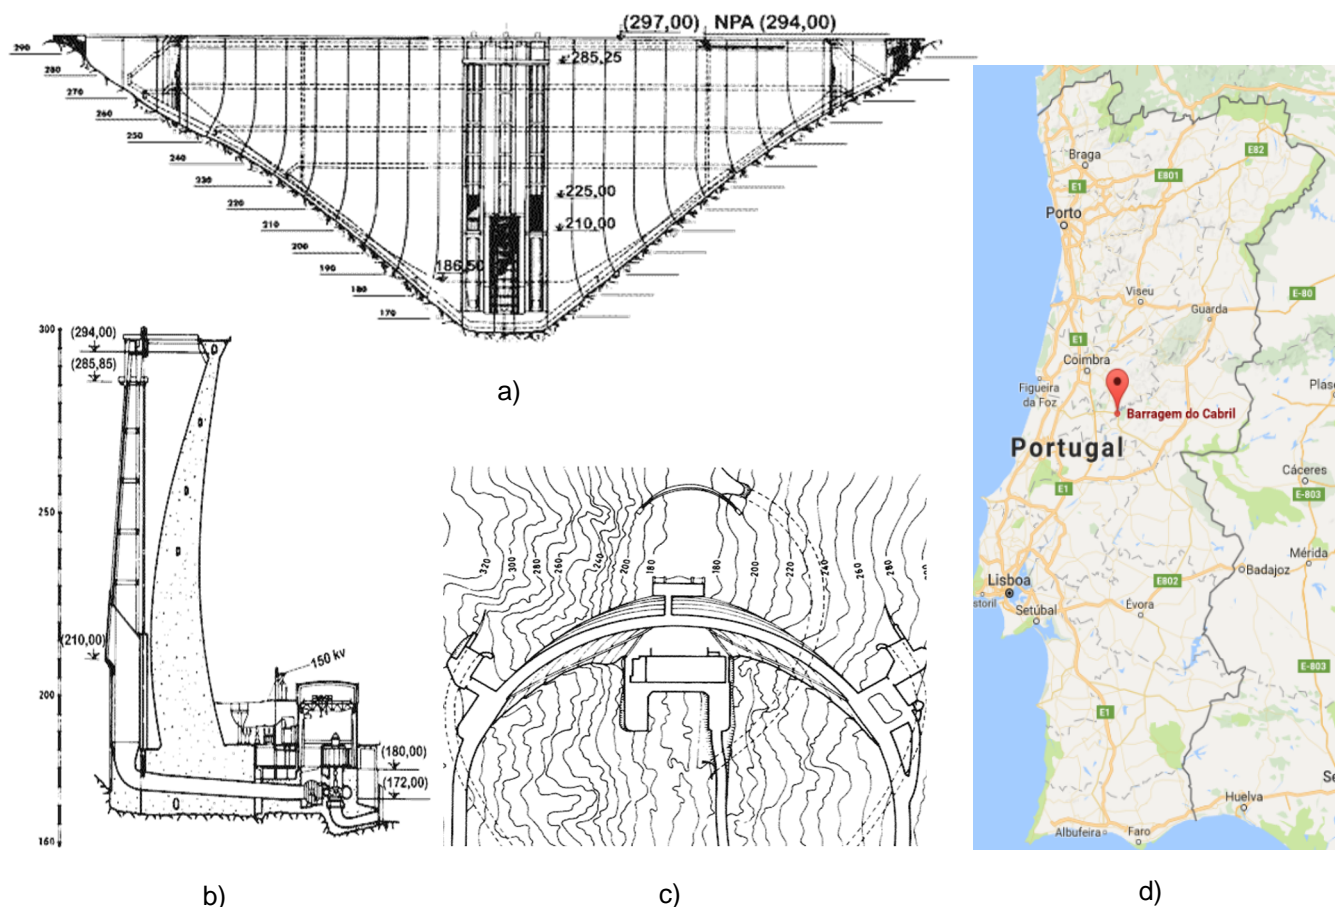 (297,00) NPA (294,00)
285,25
225,00
210,00
186,50
290
280
270
260
250
240
230
220
210
200
190
180
170
a)
300
250
200
160
(294,00)
(285,85)
(210,00)
150 kv
(180,00)
(172,00)
b)
320
300
280
260
240
200
180
180
200
220
240
260
280
c)
Braga
E1
E801
E82
Porto
Viseu
Guarda
E-80
E1
Coimbra
Figueira
da Foz
Barragem do Cabril
Portugal
Plas
Cáceres
E-803
E1
Mérida
Lisboa
storil
Setúbal
Évora
E802
Badajoz
E-803
E1
Huelva
Se
Albufeira
Faro
d)